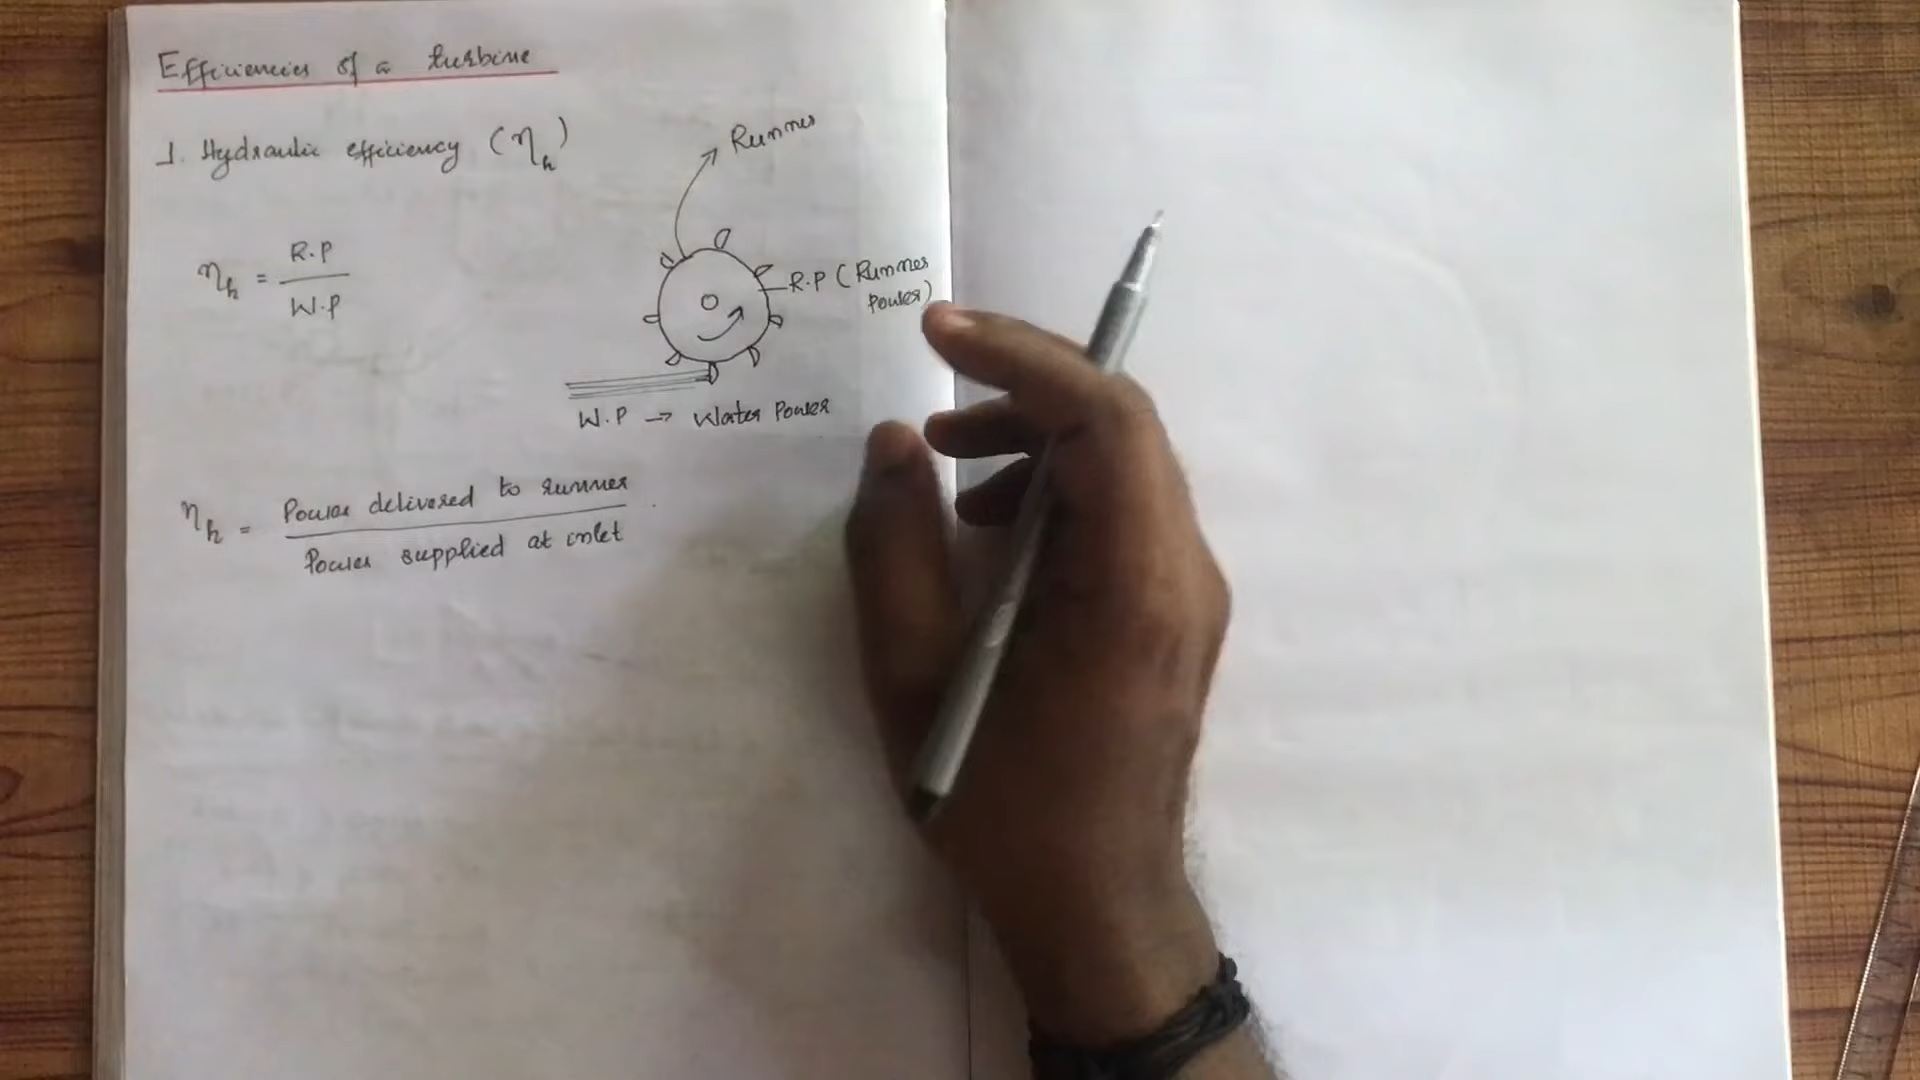 Efficiencies of a turbine
1. Hydraulic efficiency (ηh)
Runner
ηh = R.P / W.P
R.P (Runner
Power)
W.P → Water Power
ηh = Power delivered to runner / Power supplied at inlet